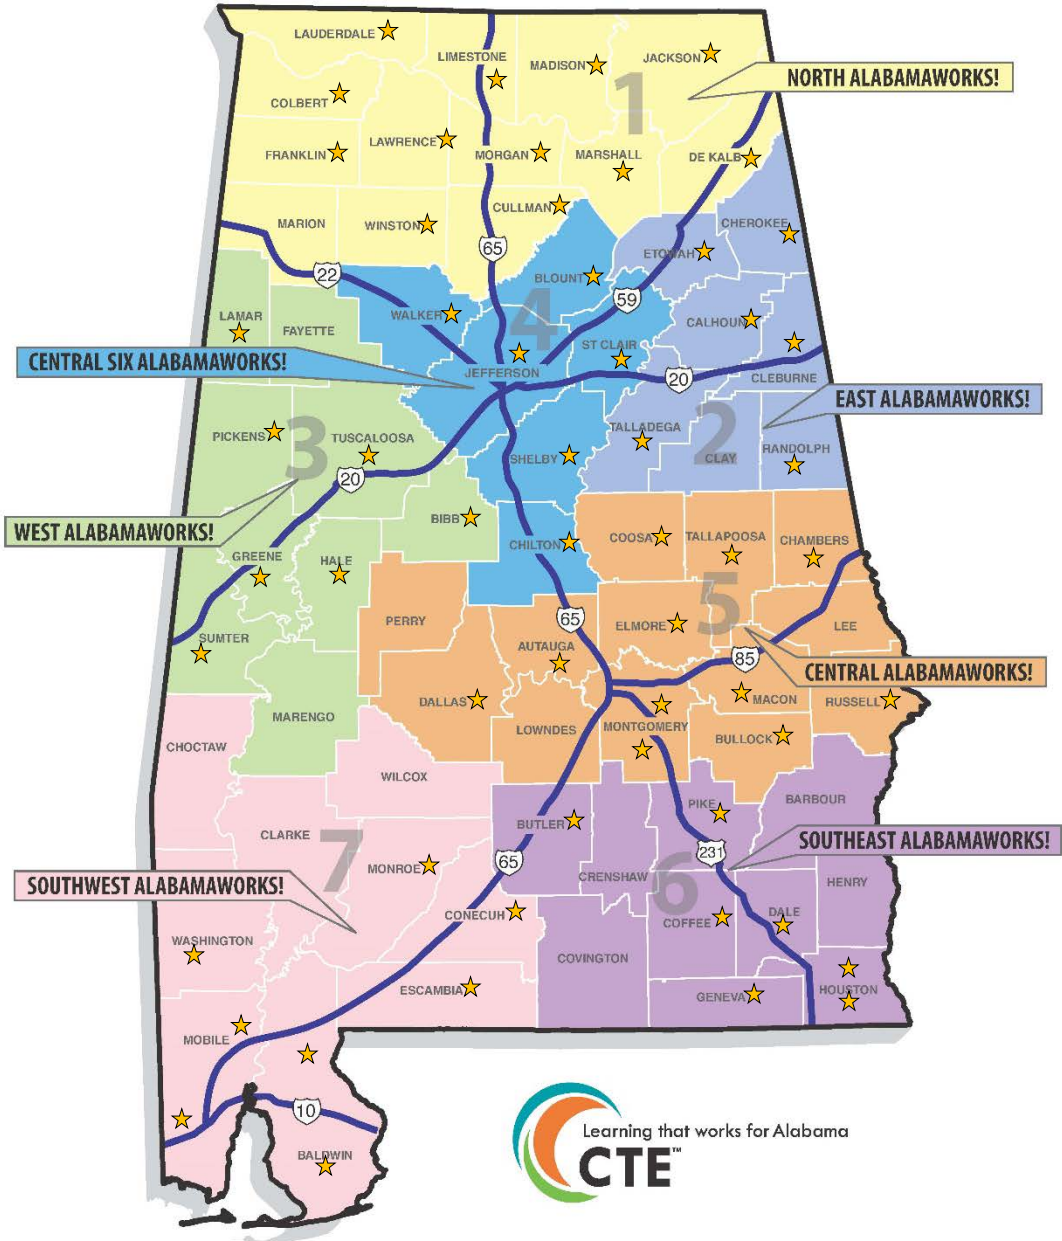 LAUDERDALE
LIMESTONE
MADISON
JACKSON
NORTH ALABAMAWORKS!
COLBERT
1
LAWRENCE
FRANKLIN
MORGAN
MARSHALL
DE KALB
CULLMAN
MARION
WINSTON
CHEROKEE
65
ETOWAH
22
BLOUNT
59
LAMAR
FAYETTE
WALKER
4
CALHOUN
ST CLAIR
CENTRAL SIX ALABAMAWORKS!
JEFFERSON
20
CLEBURNE
EAST ALABAMAWORKS!
PICKENS
3
TUSCALOOSA
TALLADEGA
2
CLAY
RANDOLPH
SHELBY
20
WEST ALABAMAWORKS!
BIBB
CHILTON
COOSA
TALLAPOOSA
CHAMBERS
GREENE
HALE
5
PERRY
65
ELMORE
LEE
SUMTER
AUTAUGA
85
CENTRAL ALABAMAWORKS!
DALLAS
MACON
RUSSELL
MARENGO
LOWNDES
MONTGOMERY
BULLOCK
CHOCTAW
WILCOX
PIKE
BARBOUR
CLARKE
BUTLER
SOUTHEAST ALABAMAWORKS!
7
MONROE
65
231
CRENSHAW
6
HENRY
SOUTHWEST ALABAMAWORKS!
CONECUH
COFFEE
DALE
WASHINGTON
COVINGTON
ESCAMBIA
GENEVA
HOUSTON
MOBILE
10
BALDWIN
Learning that works for Alabama
CTE™